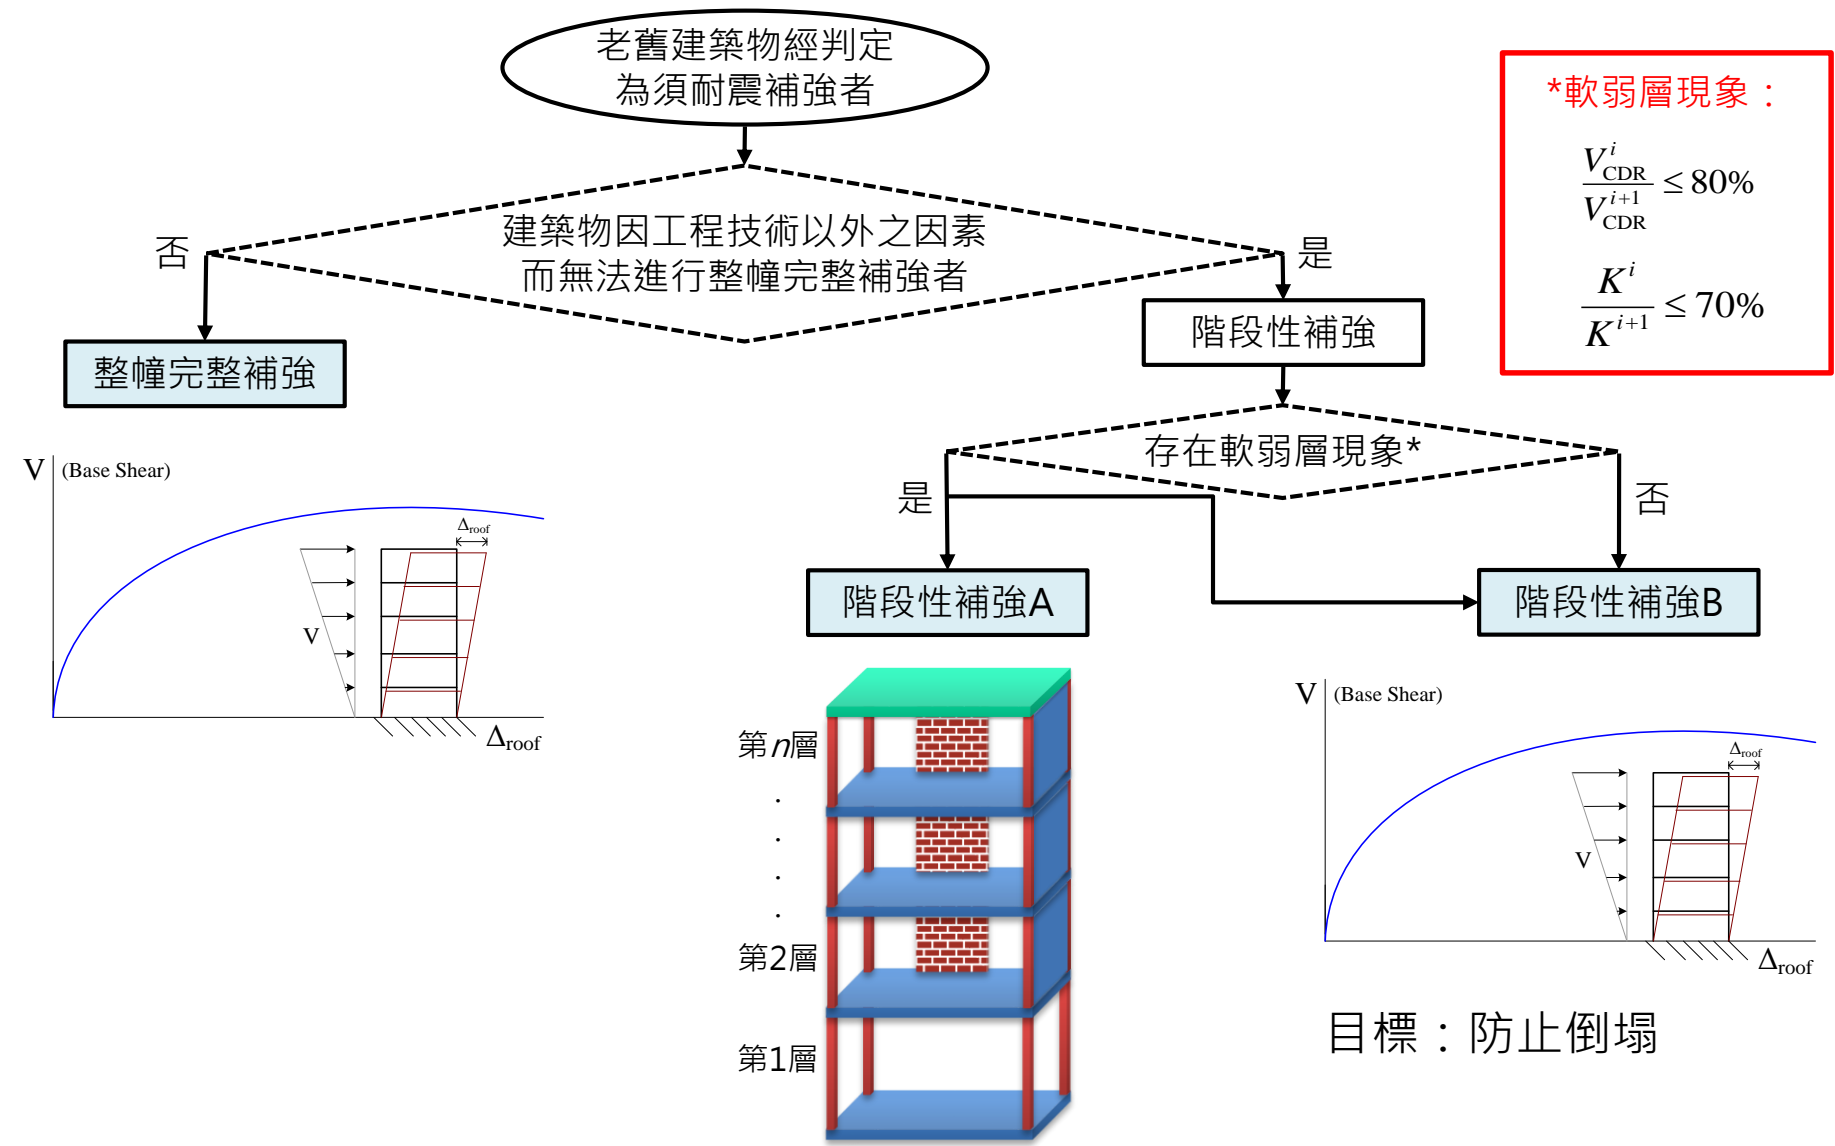 老舊建築物經判定
為須耐震補強者
*軟弱層現象：
V^i_CDR / V^{i+1}_CDR ≤ 80%
K^i / K^{i+1} ≤ 70%
建築物因工程技術以外之因素
而無法進行整幢完整補強者
否
是
整幢完整補強
階段性補強
存在軟弱層現象*
是
否
階段性補強A
階段性補強B
V (Base Shear)
Δroof
V
Δroof
第n層
.
.
.
.
第2層
第1層
V (Base Shear)
Δroof
V
Δroof
目標：防止倒塌